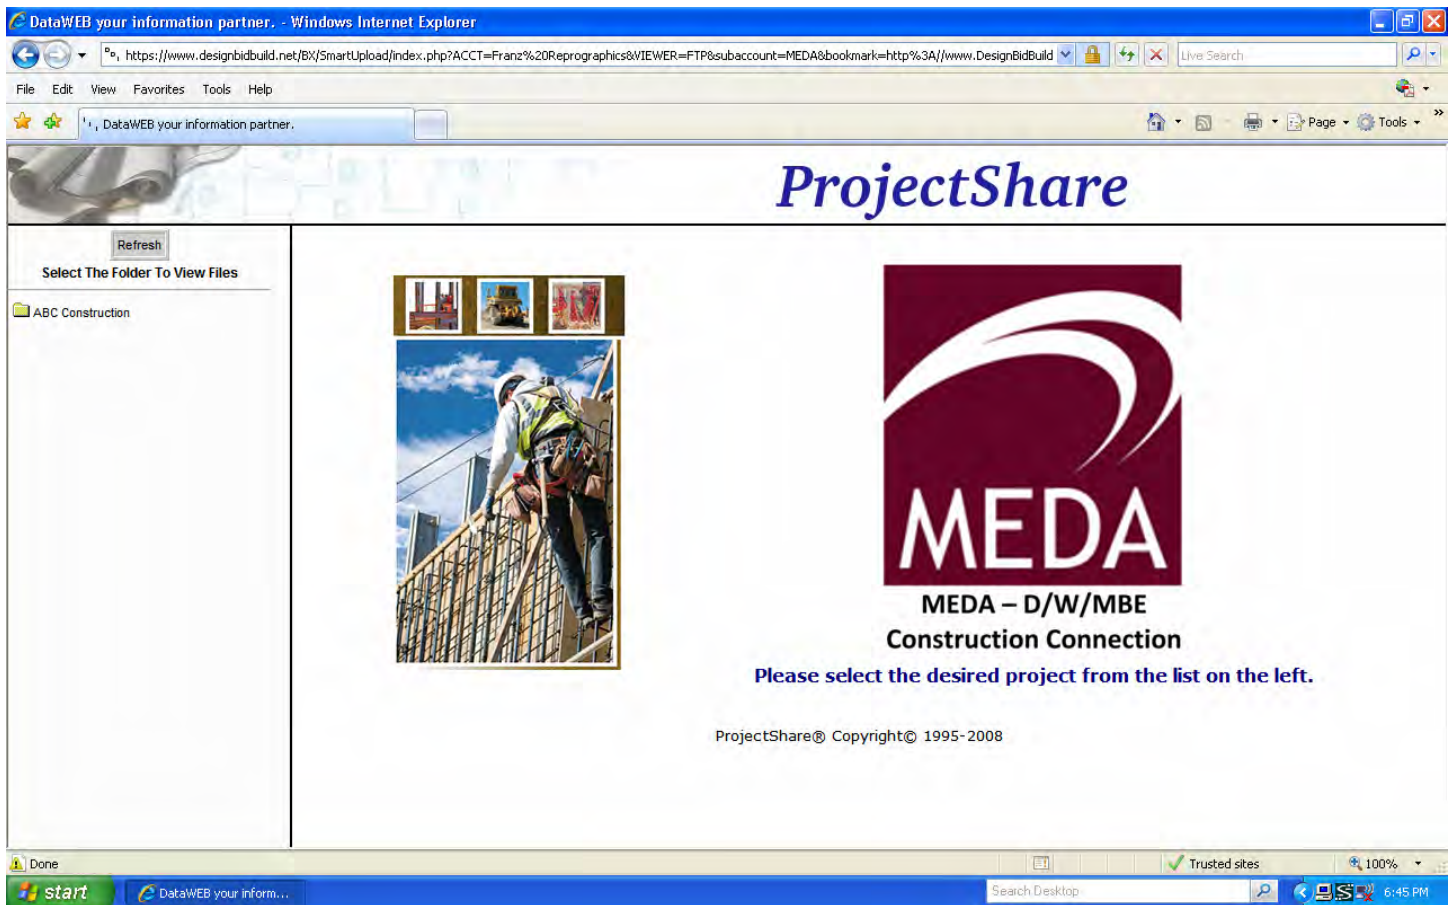 DataWEB your information partner. - Windows Internet Explorer
https://www.designbidbuild.net/BX/SmartUpload/index.php?ACCT=Franz%20Reprographics&VIEWER=FTP&subaccount=MEDA&bookmark=http%3A//www.DesignBidBuild
Live Search
File Edit View Favorites Tools Help
DataWEB your information partner.
Page Tools »
ProjectShare
Refresh
Select The Folder To View Files
ABC Construction
MEDA
MEDA – D/W/MBE
Construction Connection
Please select the desired project from the list on the left.
ProjectShare® Copyright© 1995-2008
Done
Trusted sites
100%
start
DataWEB your inform...
Search Desktop
6:45 PM